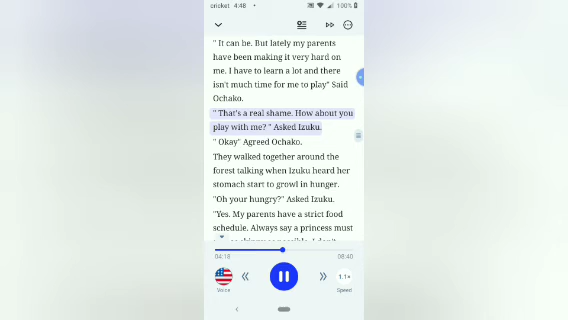 cricket 4:48 •
100%
" It can be. But lately my parents
have been making it very hard on
me. I have to learn a lot and there
isn't much time for me to play" Said
Ochako.
" That's a real shame. How about you
play with me? " Asked Izuku.
" Okay" Agreed Ochako.
They walked together around the
forest talking when Izuku heard her
stomach start to growl in hunger.
"Oh your hungry?" Asked Izuku.
"Yes. My parents have a strict food
schedule. Always say a princess must
04:18 08:40
1.1×
Voice Speed